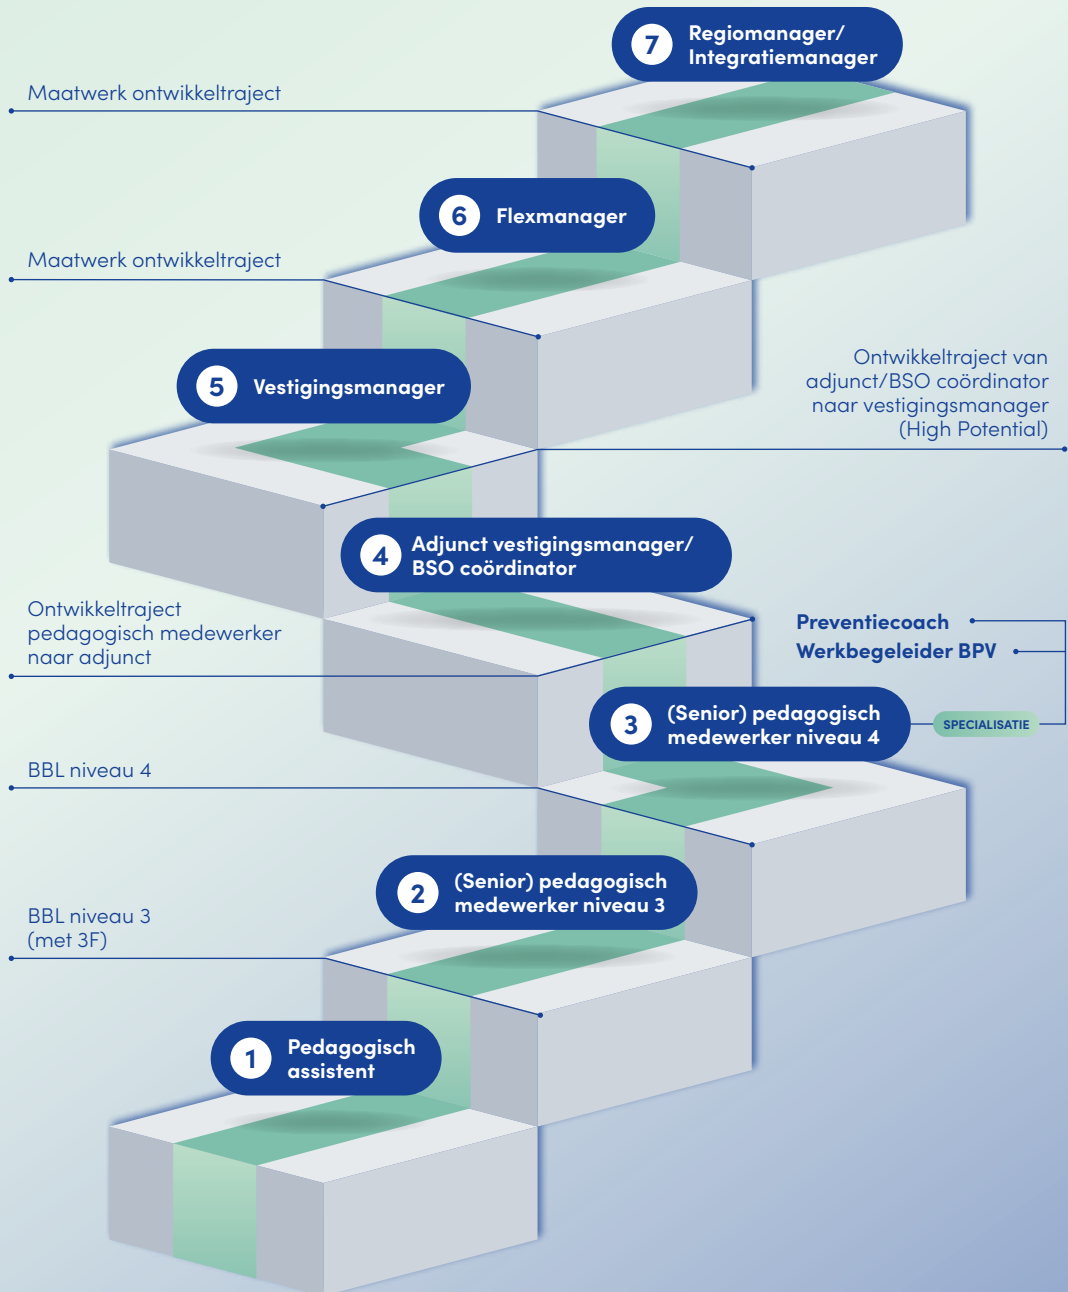 7
Regiomanager/
Integratiemanager
Maatwerk ontwikkeltraject
6
Flexmanager
Maatwerk ontwikkeltraject
5
Vestigingsmanager
Ontwikkeltraject van
adjunct/BSO coördinator
naar vestigingsmanager
(High Potential)
4
Adjunct vestigingsmanager/
BSO coördinator
Ontwikkeltraject
pedagogisch medewerker
naar adjunct
Preventiecoach
Werkbegeleider BPV
3
(Senior) pedagogisch
medewerker niveau 4
SPECIALISATIE
BBL niveau 4
2
(Senior) pedagogisch
medewerker niveau 3
BBL niveau 3
(met 3F)
1
Pedagogisch
assistent